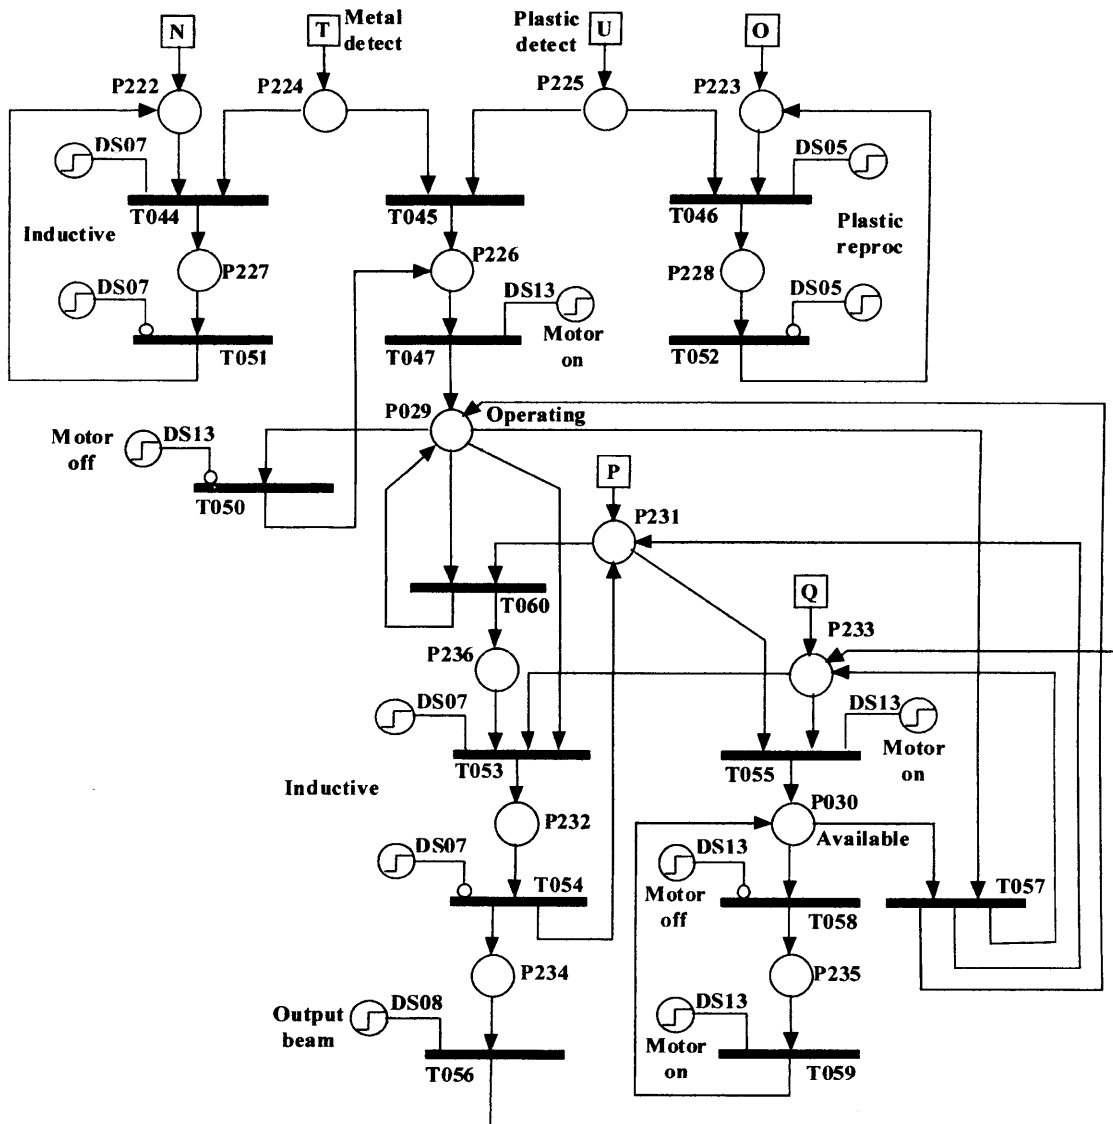 N
T
Metal
detect
Plastic
detect
U
O
P222
P224
P225
P223
DS07
DS05
T044
T045
T046
Inductive
Plastic
reproc
P227
P226
P228
DS07
DS13
DS05
Motor
on
T051
T047
T052
P029
Operating
Motor
off
DS13
P
T050
P231
T060
Q
P236
P233
DS07
DS13
Motor
on
T053
T055
Inductive
P030
P232
Available
DS07
DS13
Motor
off
T054
T057
T058
P234
P235
Output
beam
DS08
DS13
Motor
on
T056
T059